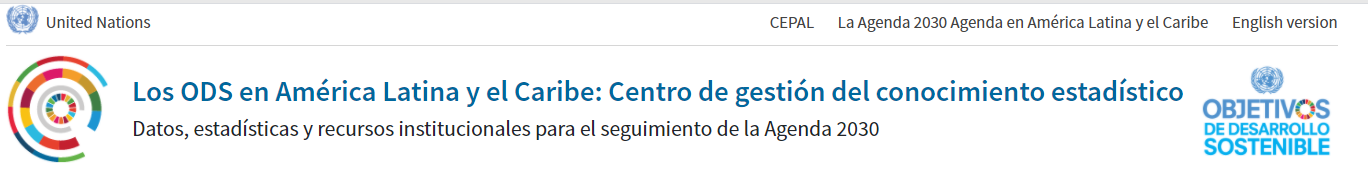 United Nations
CEPAL La Agenda 2030 Agenda en América Latina y el Caribe English version
Los ODS en América Latina y el Caribe: Centro de gestión del conocimiento estadístico
Datos, estadísticas y recursos institucionales para el seguimiento de la Agenda 2030
OBJETIVOS
DE DESARROLLO
SOSTENIBLE